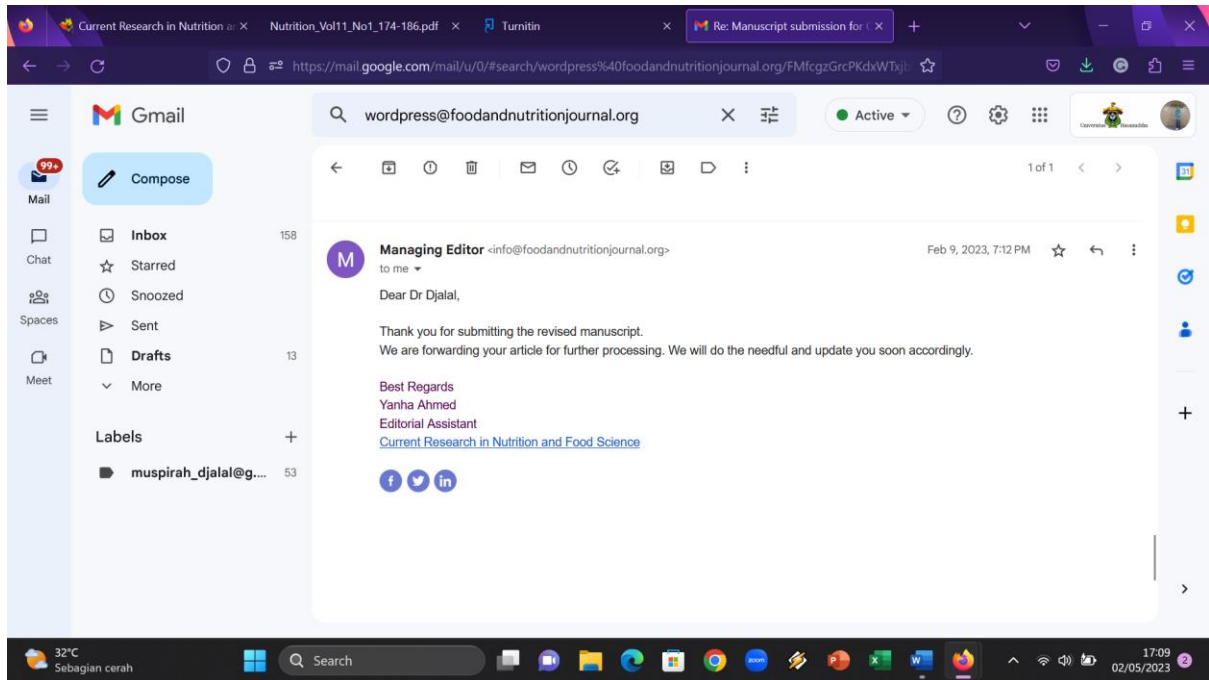 Current Research in Nutrition an
Nutrition_Vol11_No1_174-186.pdf
Turnitin
Re: Manuscript submission for C
https://mail.google.com/mail/u/0/#search/wordpress%40foodandnutritionjournal.org/FMfcgzGrcPKdxWTxjb
Gmail
wordpress@foodandnutritionjournal.org
Active
Universitas Hasanuddin
99+
Mail
Chat
Spaces
Meet
Compose
Inbox 158
Starred
Snoozed
Sent
Drafts 13
More
Labels
muspirah_djalal@g.... 53
1 of 1
M
Managing Editor <info@foodandnutritionjournal.org>
Feb 9, 2023, 7:12 PM
to me
Dear Dr Djalal,
Thank you for submitting the revised manuscript.
We are forwarding your article for further processing. We will do the needful and update you soon accordingly.
Best Regards
Yanha Ahmed
Editorial Assistant
Current Research in Nutrition and Food Science
31
32°C
Sebagian cerah
Search
zoom
17:09
02/05/2023
2